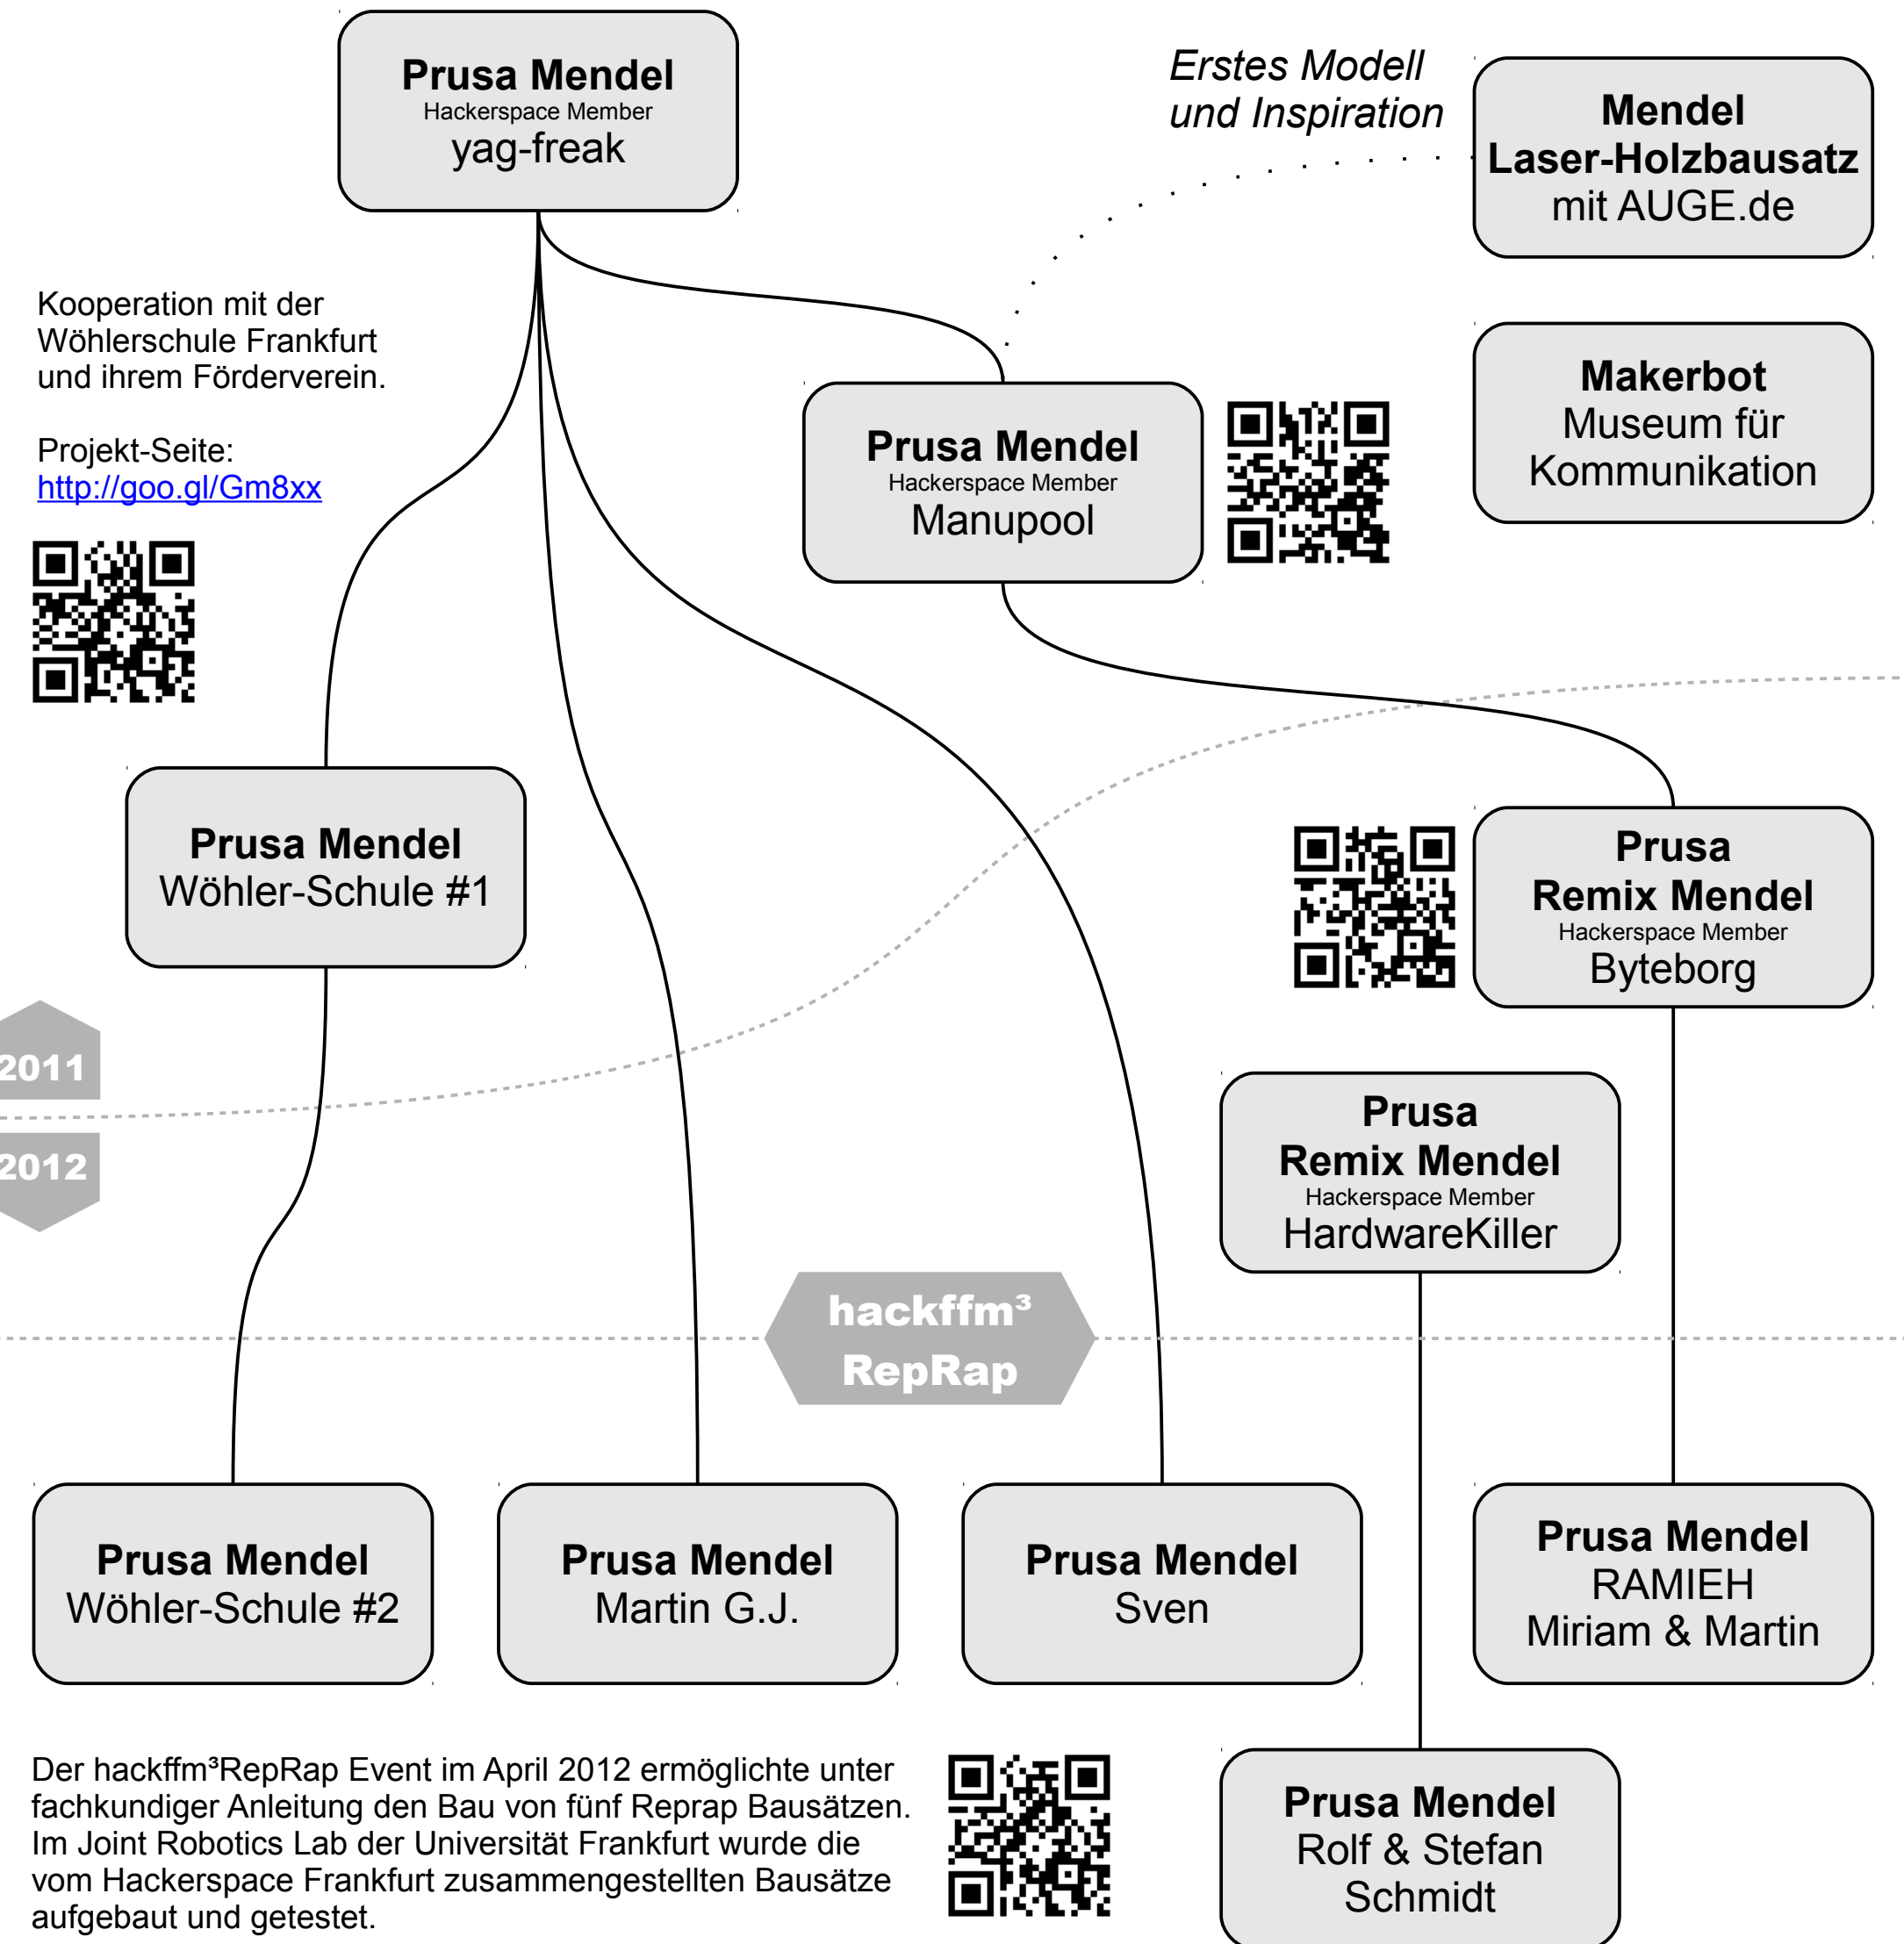 Prusa Mendel
Hackerspace Member
yag-freak
Erstes Modell
und Inspiration
Mendel
Laser-Holzbausatz
mit AUGE.de
Kooperation mit der
Wöhlerschule Frankfurt
und ihrem Förderverein.
Projekt-Seite:
http://goo.gl/Gm8xx
Prusa Mendel
Hackerspace Member
Manupool
Makerbot
Museum für
Kommunikation
Prusa Mendel
Wöhler-Schule #1
Prusa
Remix Mendel
Hackerspace Member
Byteborg
2011
2012
Prusa
Remix Mendel
Hackerspace Member
HardwareKiller
hackffm³
RepRap
Prusa Mendel
Wöhler-Schule #2
Prusa Mendel
Martin G.J.
Prusa Mendel
Sven
Prusa Mendel
RAMIEH
Miriam & Martin
Der hackffm³RepRap Event im April 2012 ermöglichte unter
fachkundiger Anleitung den Bau von fünf Reprap Bausätzen.
Im Joint Robotics Lab der Universität Frankfurt wurde die
vom Hackerspace Frankfurt zusammengestellten Bausätze
aufgebaut und getestet.
Prusa Mendel
Rolf & Stefan
Schmidt